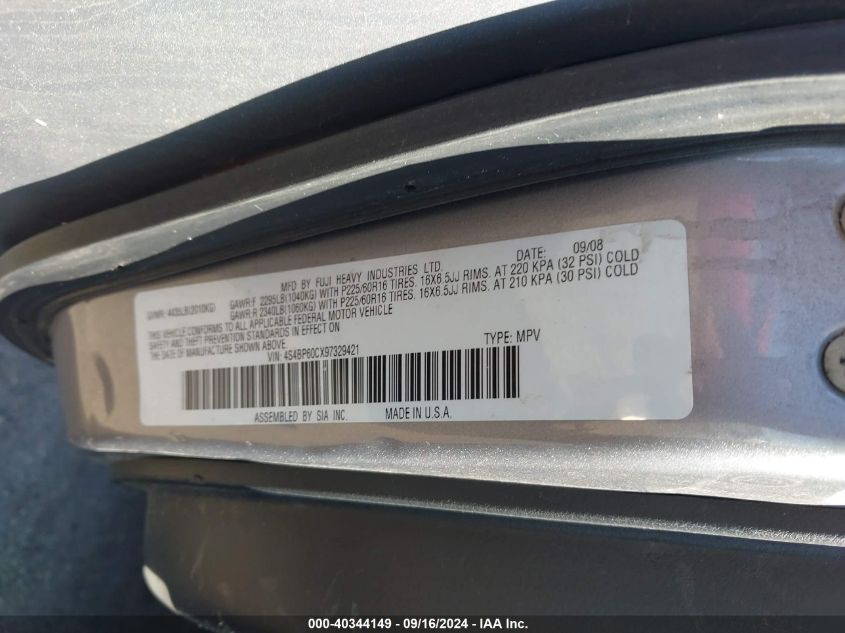 MFD BY FUJI HEAVY INDUSTRIES LTD. DATE: 09/08
GVWR: 4435LB(2010KG) GAWR:F 2295LB(1040KG) WITH P225/60R16 TIRES. 16X6.5JJ RIMS. AT 220 KPA (32 PSI) COLD
GAWR:R 2340LB(1060KG) WITH P225/60R16 TIRES. 16X6.5JJ RIMS. AT 210 KPA (30 PSI) COLD
THIS VEHICLE CONFORMS TO ALL APPLICABLE FEDERAL MOTOR VEHICLE
SAFETY AND THEFT PREVENTION STANDARDS IN EFFECT ON
THE DATE OF MANUFACTURE SHOWN ABOVE.
VIN: 4S4BP60CX97329421 TYPE: MPV
ASSEMBLED BY SIA INC. MADE IN U.S.A.
000-40344149 - 09/16/2024 - IAA Inc.